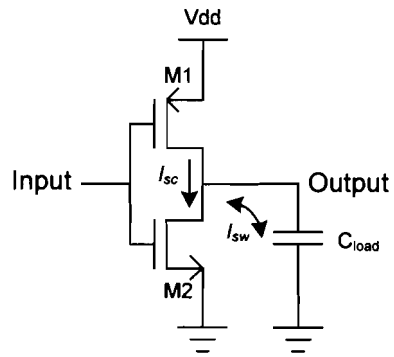 Vdd
M1
Isc
Input
Output
Isw
Cload
M2